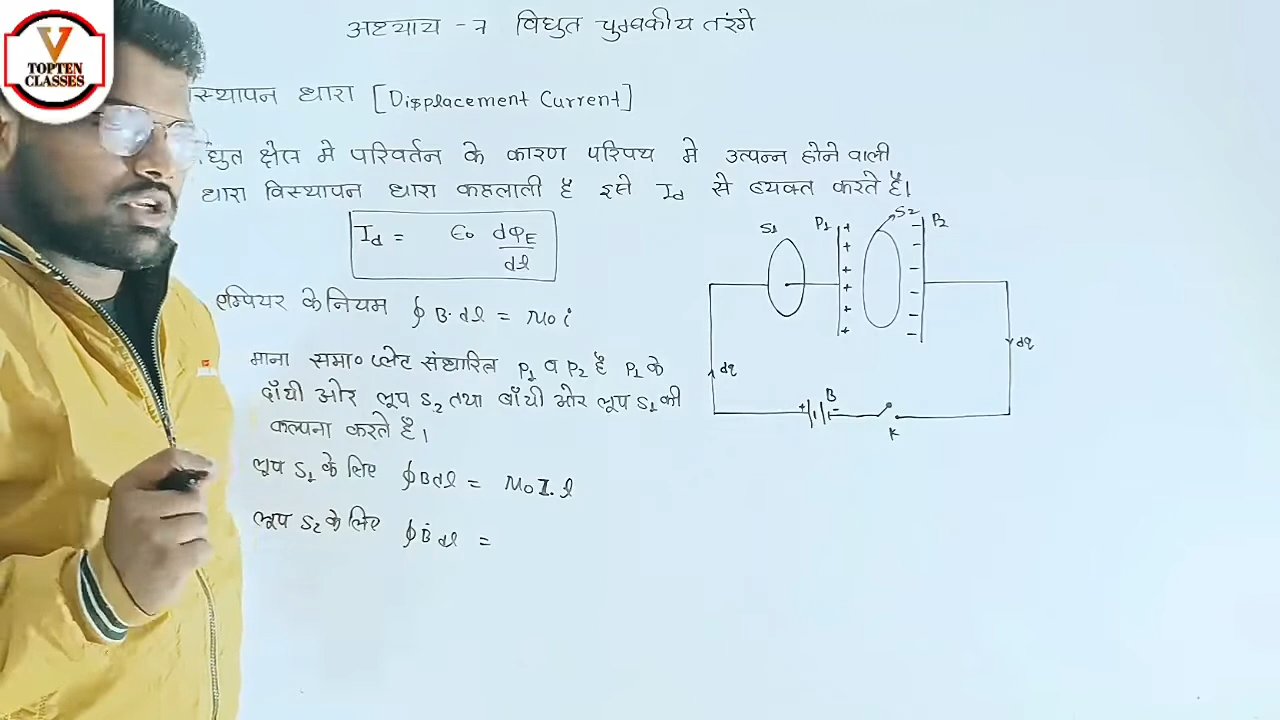 V
TOPTEN
CLASSES
अध्याय - 7 विद्युत चुम्बकीय तरंगे
स्थापन धारा [Displacement Current]
द्युत क्षेत्र मे परिवर्तन के कारण परिपथ मे उत्पन्न होने वाली
धारा विस्थापन धारा कहलाती है इसे Id से व्यक्त करते है।
Id = ϵ0 dφE/dt
एम्पियर के नियम ∮B·dl = μ0 i
माना समा० प्लेट संधारित्र P1 व P2 है P1 के
दाँयी ओर लूप S2 तथा बाँयी ओर लूप S1 की
कल्पना करते है।
लूप S1 के लिए ∮B dl = μ0 I. l
लूप S2 के लिए ∮B dl =
S1 P1 S2 P2
+ -
+ -
+ -
+ -
+ -
+ -
dq dq
+ B -
K